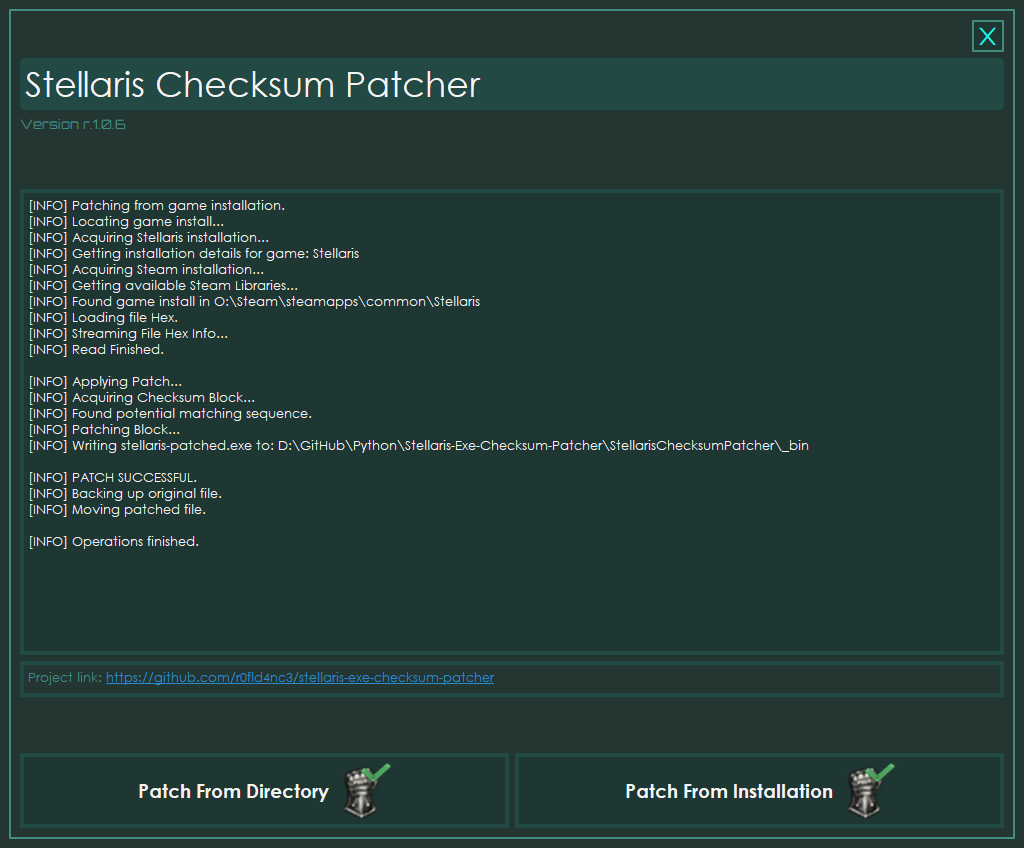 X
Stellaris Checksum Patcher
Version r.1.0.6
[INFO] Patching from game installation.
[INFO] Locating game install...
[INFO] Acquiring Stellaris installation...
[INFO] Getting installation details for game: Stellaris
[INFO] Acquiring Steam installation...
[INFO] Getting available Steam Libraries...
[INFO] Found game install in O:\Steam\steamapps\common\Stellaris
[INFO] Loading file Hex.
[INFO] Streaming File Hex Info...
[INFO] Read Finished.
[INFO] Applying Patch...
[INFO] Acquiring Checksum Block...
[INFO] Found potential matching sequence.
[INFO] Patching Block...
[INFO] Writing stellaris-patched.exe to: D:\GitHub\Python\Stellaris-Exe-Checksum-Patcher\StellarisChecksumPatcher\_bin
[INFO] PATCH SUCCESSFUL.
[INFO] Backing up original file.
[INFO] Moving patched file.
[INFO] Operations finished.
Project link: https://github.com/r0fld4nc3/stellaris-exe-checksum-patcher
Patch From Directory
Patch From Installation